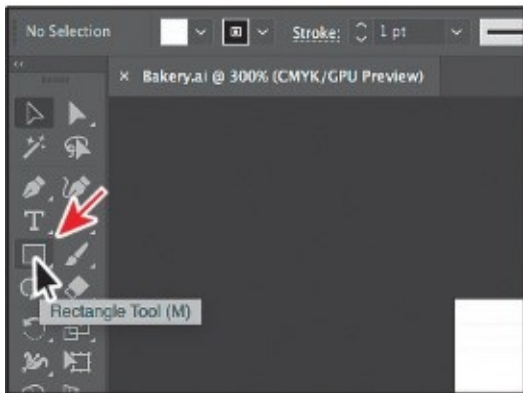 No Selection
Stroke: 1 pt
× Bakery.ai @ 300% (CMYK/GPU Preview)
T
Rectangle Tool (M)